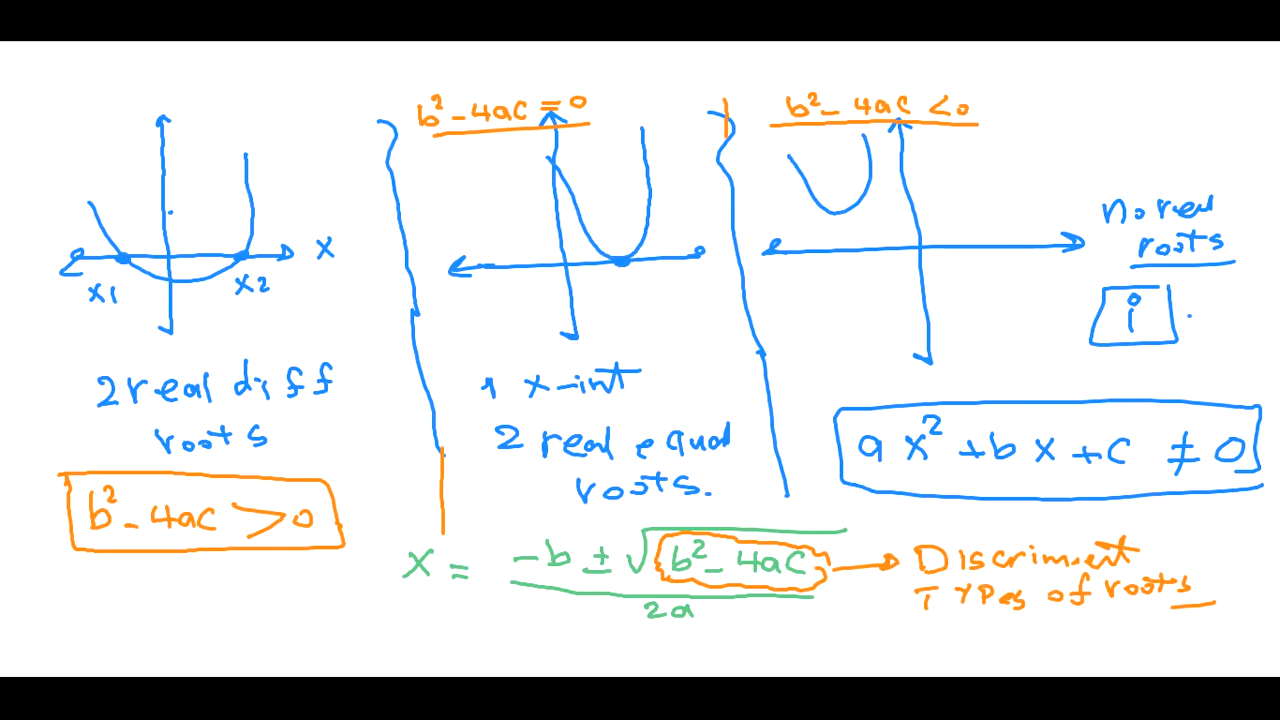 x
x1
x2
2 real diff
roots
b² - 4ac > 0
b² - 4ac = 0
1 x-int
2 real equal
roots.
b² - 4ac < 0
no real
roots
i
ax² + bx + c ≠ 0
x = -b ± √b² - 4ac
2a
Discriment
Types of roots